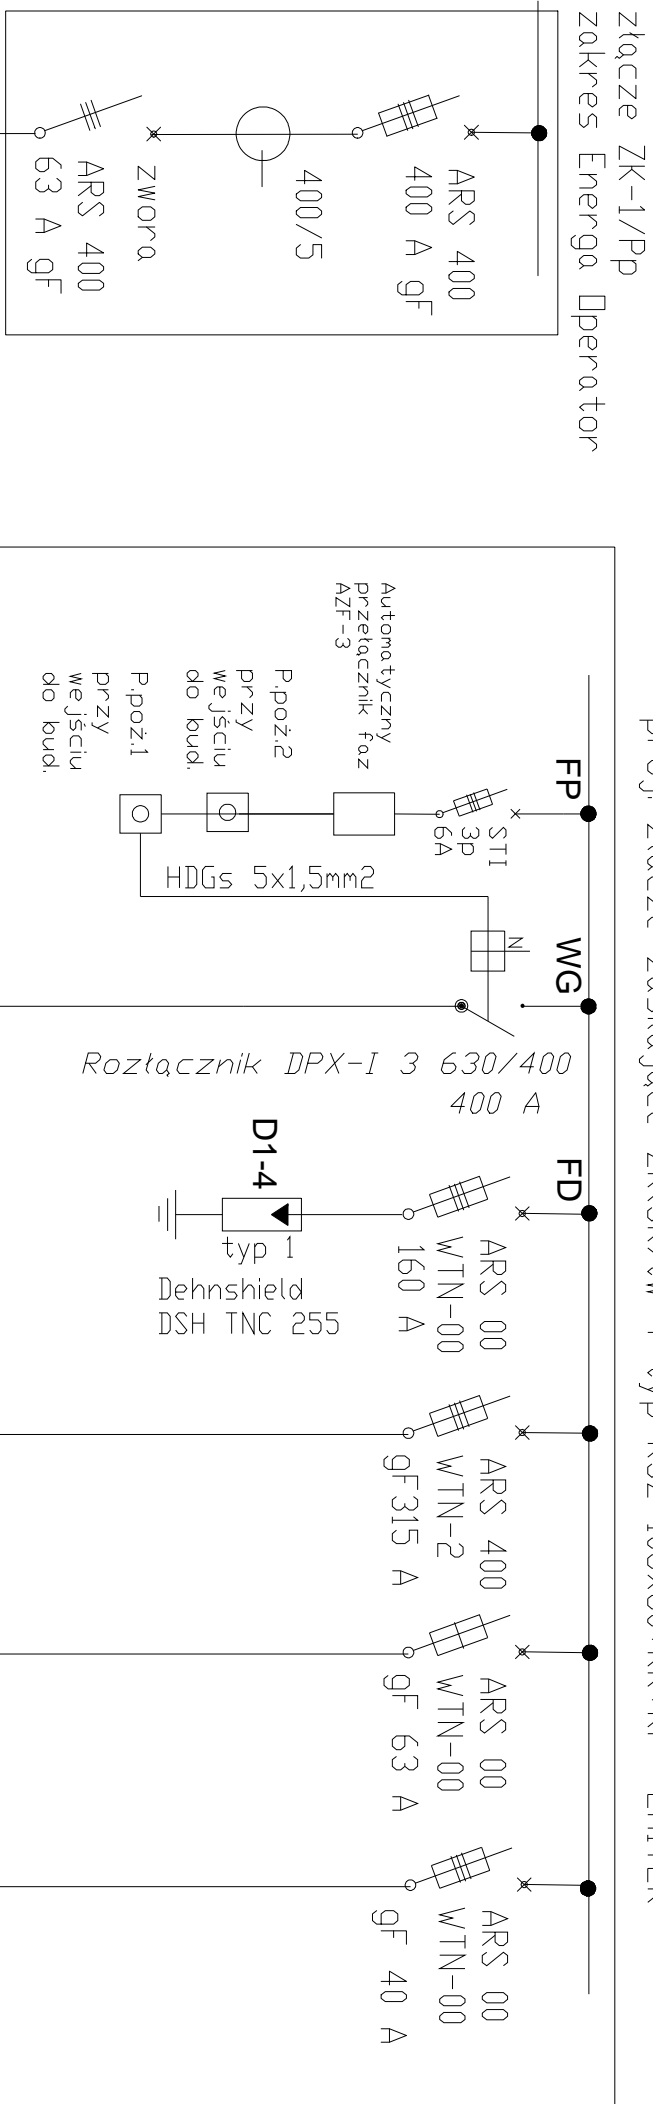 złącze ZK-1/Pp
zakres Energa Operator
ARS 400
400 A gF
400/5
zwora
ARS 400
63 A gF
FP
STI
3p
6A
Automatyczny
przełącznik faz
AZF-3
P.poż.2
przy
wejściu
do bud.
P.poż.1
przy
wejściu
do bud.
HDGs 5x1,5mm2
WG
N
Rozłącznik DPX-I 3 630/400
400 A
FD
ARS 00
WTN-00
160 A
D1-4
typ 1
Dehnshield
DSH TNC 255
ARS 400
WTN-2
gF315 A
ARS 00
WTN-00
gF 63 A
ARS 00
WTN-00
gF 40 A